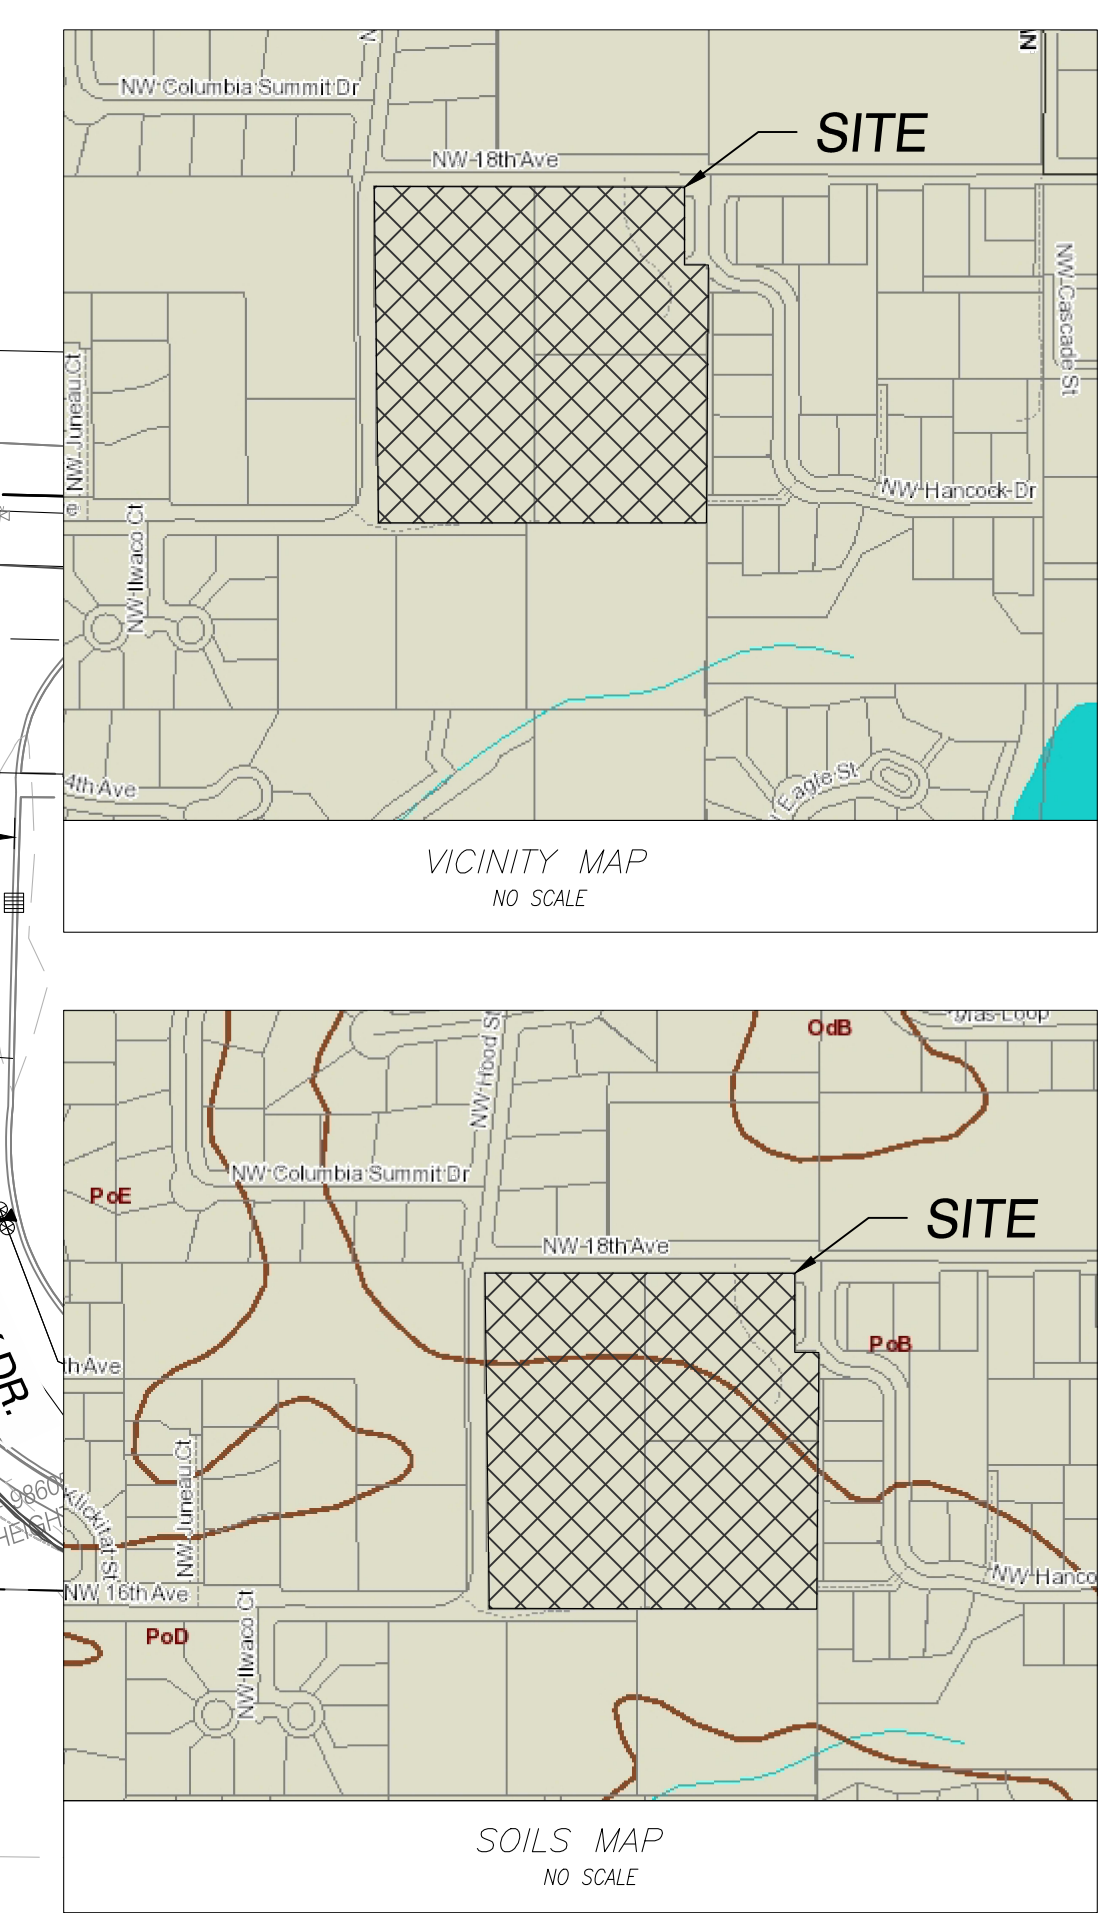 NW Columbia Summit Dr
SITE
NW 18th Ave
NW Cascade St
NW Juneau Ct
NW Hancock Dr
NW Ilwaco Ct
4th Ave
Eagle St
VICINITY MAP
NO SCALE
OdB
NW Hood St
NW Columbia Summit Dr
PoE
SITE
NW 18th Ave
PoB
th Ave
DR.
NW Juneau Ct
9860
Klickitat St
NW Hanco
NW 16th Ave
NW Ilwaco Ct
PoD
SOILS MAP
NO SCALE